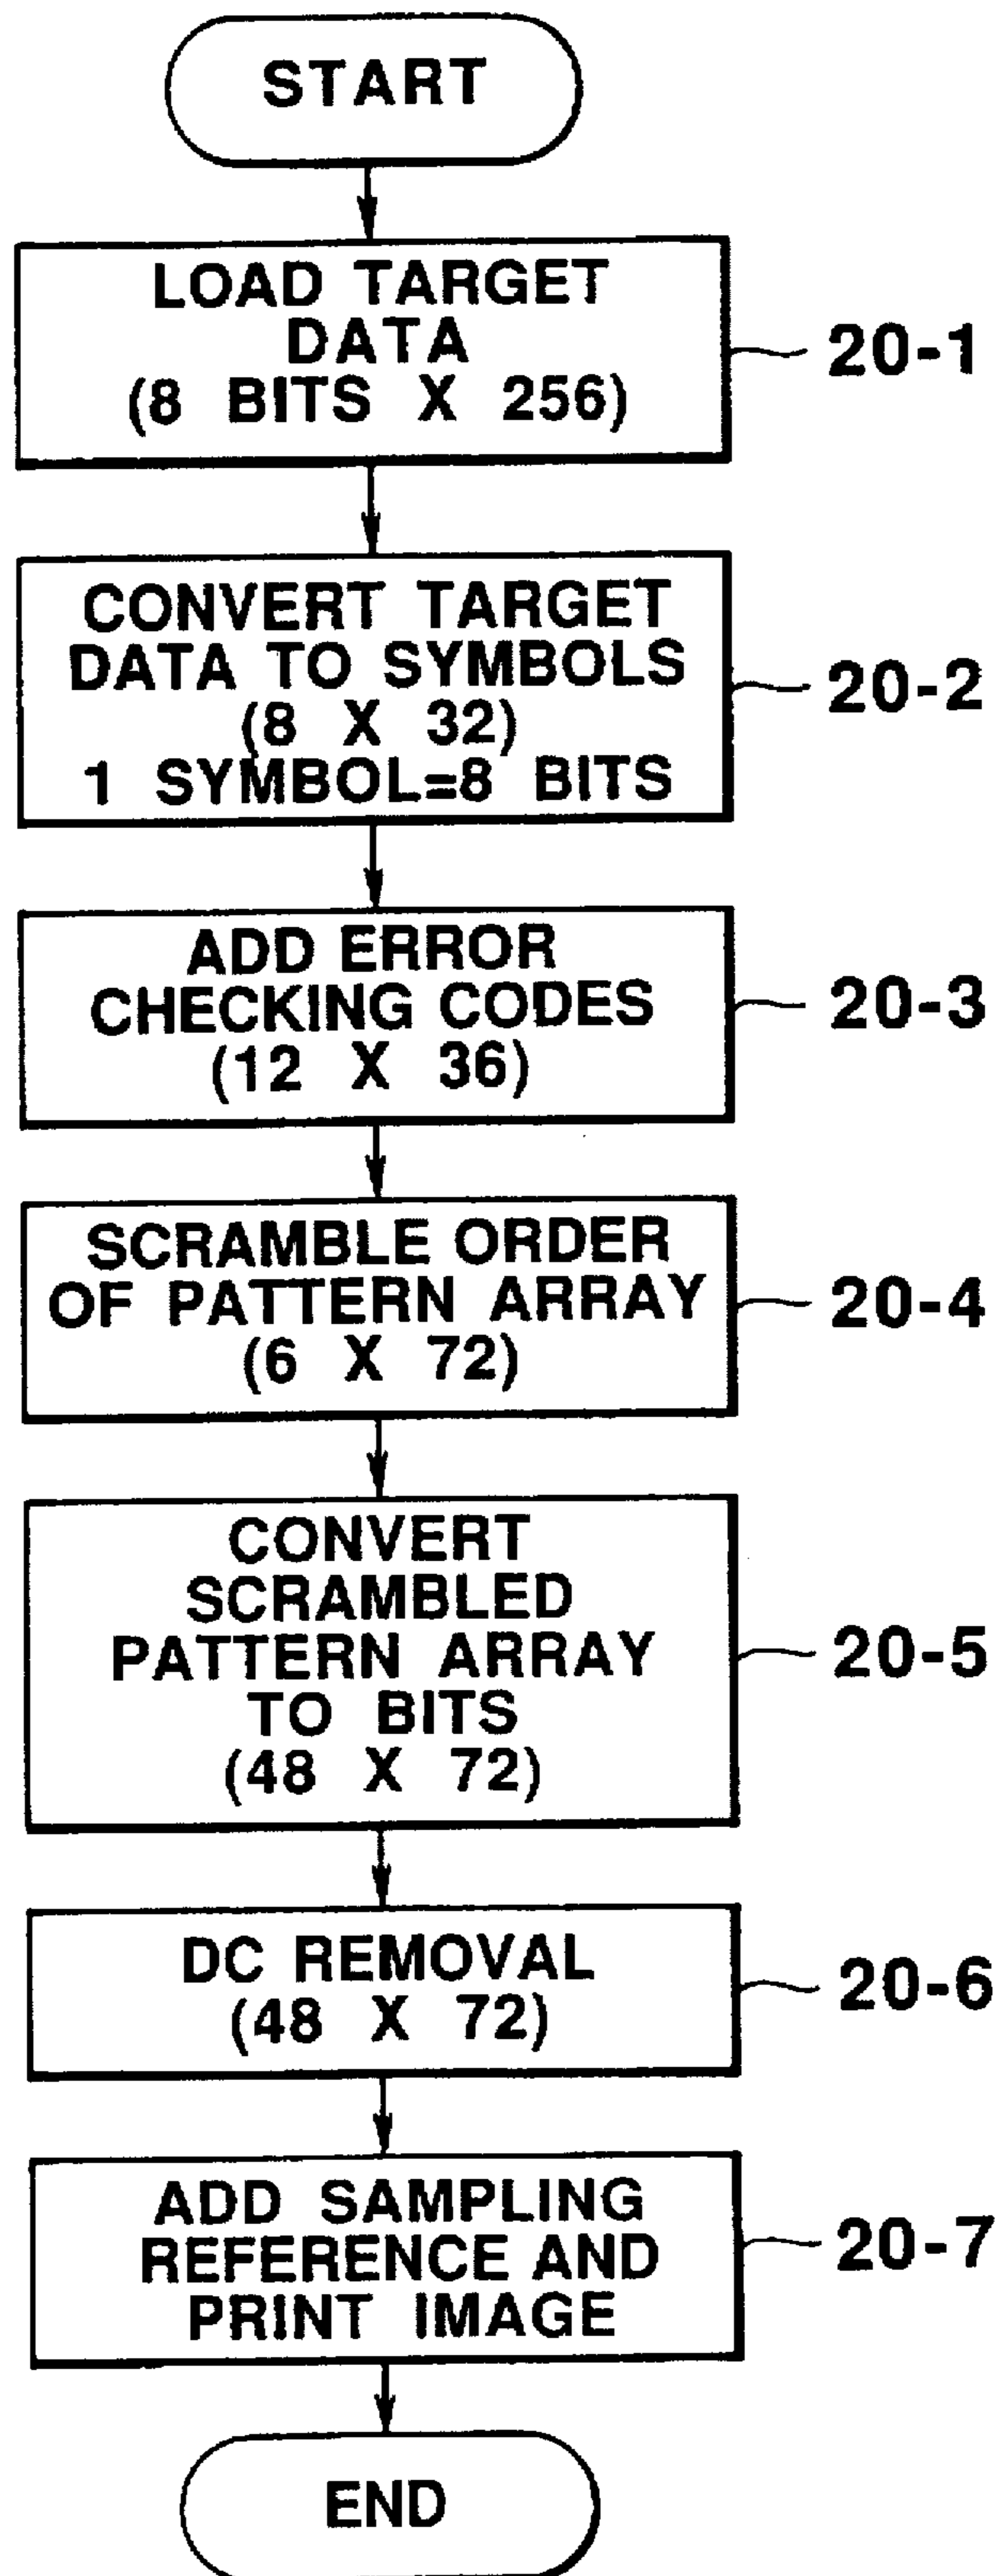 START
LOAD TARGET
DATA
(8 BITS X 256)
20-1
CONVERT TARGET
DATA TO SYMBOLS
(8 X 32)
1 SYMBOL=8 BITS
20-2
ADD ERROR
CHECKING CODES
(12 X 36)
20-3
SCRAMBLE ORDER
OF PATTERN ARRAY
(6 X 72)
20-4
CONVERT
SCRAMBLED
PATTERN ARRAY
TO BITS
(48 X 72)
20-5
DC REMOVAL
(48 X 72)
20-6
ADD SAMPLING
REFERENCE AND
PRINT IMAGE
20-7
END